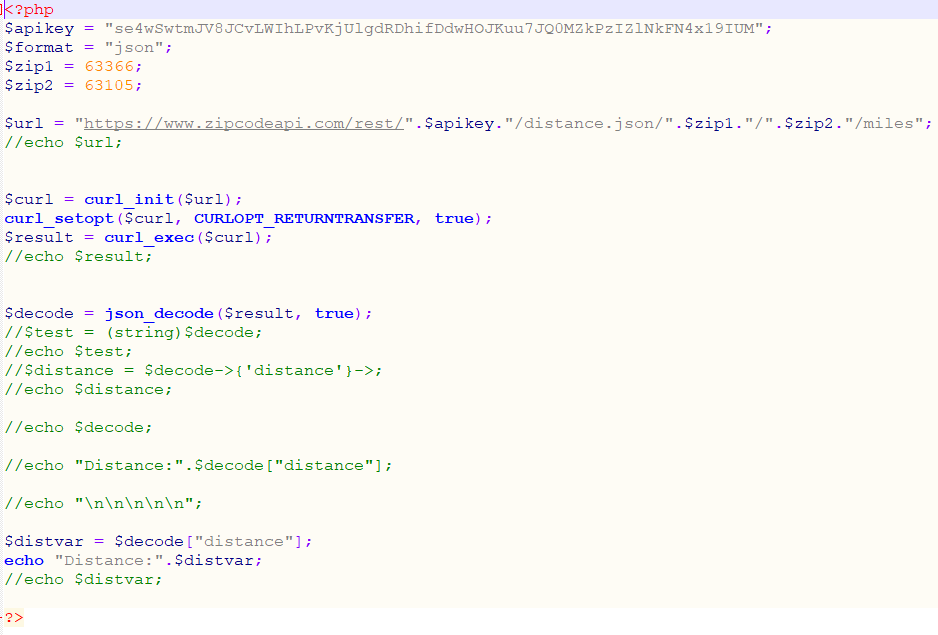 <?php
$apikey = "se4wSwtmJV8JCvLWIhLPvKjUlgdRDhifDdwHOJKuu7JQ0MZkPzIZlNkFN4x19IUM";
$format = "json";
$zip1 = 63366;
$zip2 = 63105;
$url = "https://www.zipcodeapi.com/rest/".$apikey."/distance.json/".$zip1."/".$zip2."/miles";
//echo $url;
$curl = curl_init($url);
curl_setopt($curl, CURLOPT_RETURNTRANSFER, true);
$result = curl_exec($curl);
//echo $result;
$decode = json_decode($result, true);
//$test = (string)$decode;
//echo $test;
//$distance = $decode->{'distance'}->;
//echo $distance;
//echo $decode;
//echo "Distance:".$decode["distance"];
//echo "\n\n\n\n\n";
$distvar = $decode["distance"];
echo "Distance:".$distvar;
//echo $distvar;
?>